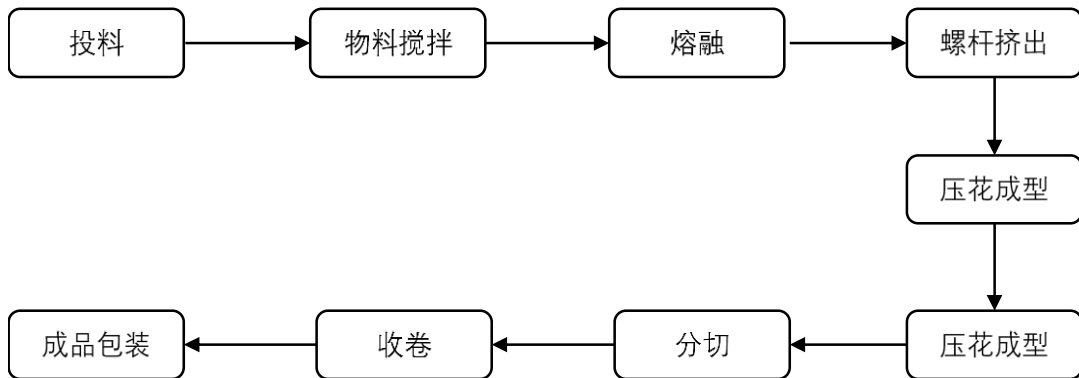 投料
物料搅拌
熔融
螺杆挤出
压花成型
压花成型
分切
收卷
成品包装